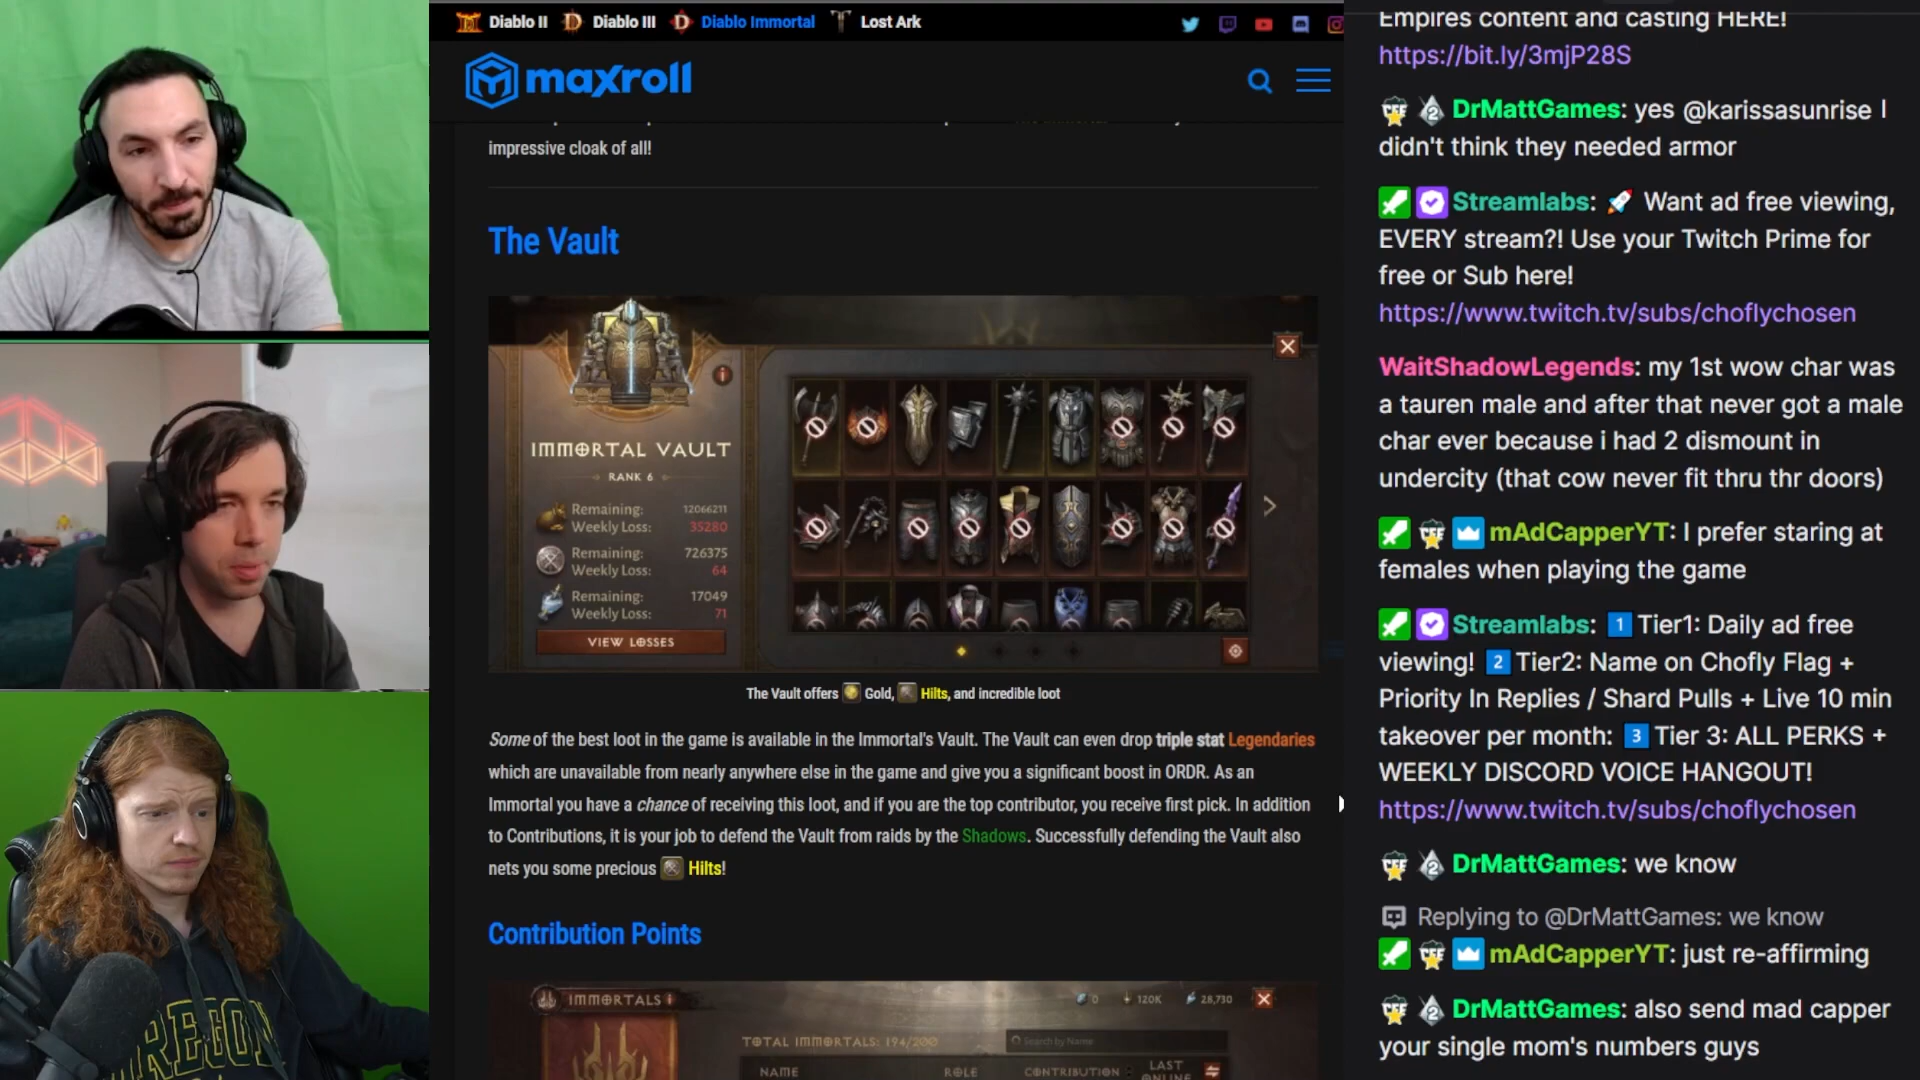 Diablo II
Diablo III
Diablo Immortal
Lost Ark
maxroll
impressive cloak of all!
The Vault
IMMORTAL VAULT
RANK 6
Remaining: 12066211
Weekly Loss: 35280
Remaining: 726375
Weekly Loss: 64
Remaining: 17049
Weekly Loss: 71
VIEW LOSSES
The Vault offers Gold, Hilts, and incredible loot
Some of the best loot in the game is available in the Immortal's Vault. The Vault can even drop triple stat Legendaries
which are unavailable from nearly anywhere else in the game and give you a significant boost in ORDR. As an
Immortal you have a chance of receiving this loot, and if you are the top contributor, you receive first pick. In addition
to Contributions, it is your job to defend the Vault from raids by the Shadows. Successfully defending the Vault also
nets you some precious Hilts!
Contribution Points
IMMORTALS
0
120K
28,730
TOTAL IMMORTALS: 194/200
Search by Name
NAME
ROLE
CONTRIBUTION
LAST
ONLINE
OREGON
Empires content and casting HERE!
https://bit.ly/3mjP28S
DrMattGames: yes @karissasunrise I
didn't think they needed armor
Streamlabs: 🚀 Want ad free viewing,
EVERY stream?! Use your Twitch Prime for
free or Sub here!
https://www.twitch.tv/subs/choflychosen
WaitShadowLegends: my 1st wow char was
a tauren male and after that never got a male
char ever because i had 2 dismount in
undercity (that cow never fit thru thr doors)
mAdCapperYT: I prefer staring at
females when playing the game
Streamlabs: 1 Tier1: Daily ad free
viewing! 2 Tier2: Name on Chofly Flag +
Priority In Replies / Shard Pulls + Live 10 min
takeover per month: 3 Tier 3: ALL PERKS +
WEEKLY DISCORD VOICE HANGOUT!
https://www.twitch.tv/subs/choflychosen
DrMattGames: we know
Replying to @DrMattGames: we know
mAdCapperYT: just re-affirming
DrMattGames: also send mad capper
your single mom's numbers guys